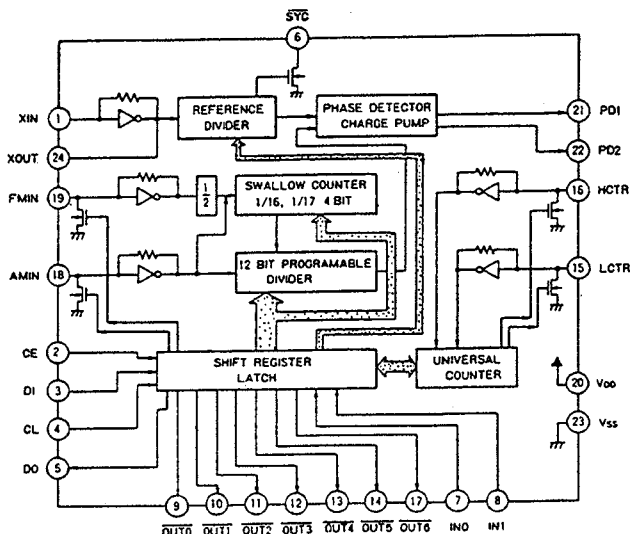 SYC
6
XIN
1
REFERENCE
DIVIDER
PHASE DETECTOR
CHARGE PUMP
21
PD1
XOUT
24
22
PD2
FMIN
19
1
2
SWALLOW COUNTER
1/16, 1/17 4 BIT
16
HCTR
AMIN
18
12 BIT PROGRAMABLE
DIVIDER
15
LCTR
CE
2
SHIFT REGISTER
LATCH
UNIVERSAL
COUNTER
20
VDD
DI
3
CL
4
23
VSS
DO
5
9
10
11
12
13
14
17
7
8
OUT0
OUT1
OUT2
OUT3
OUT4
OUT5
OUT6
IN0
IN1